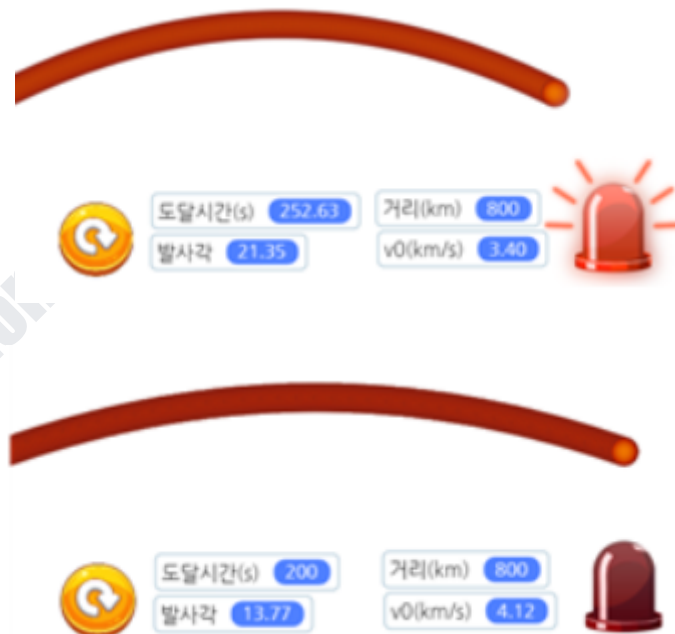 도달시간(s) 252.63 거리(km) 800
발사각 21.35 v0(km/s) 3.40
도달시간(s) 200 거리(km) 800
발사각 13.77 v0(km/s) 4.12